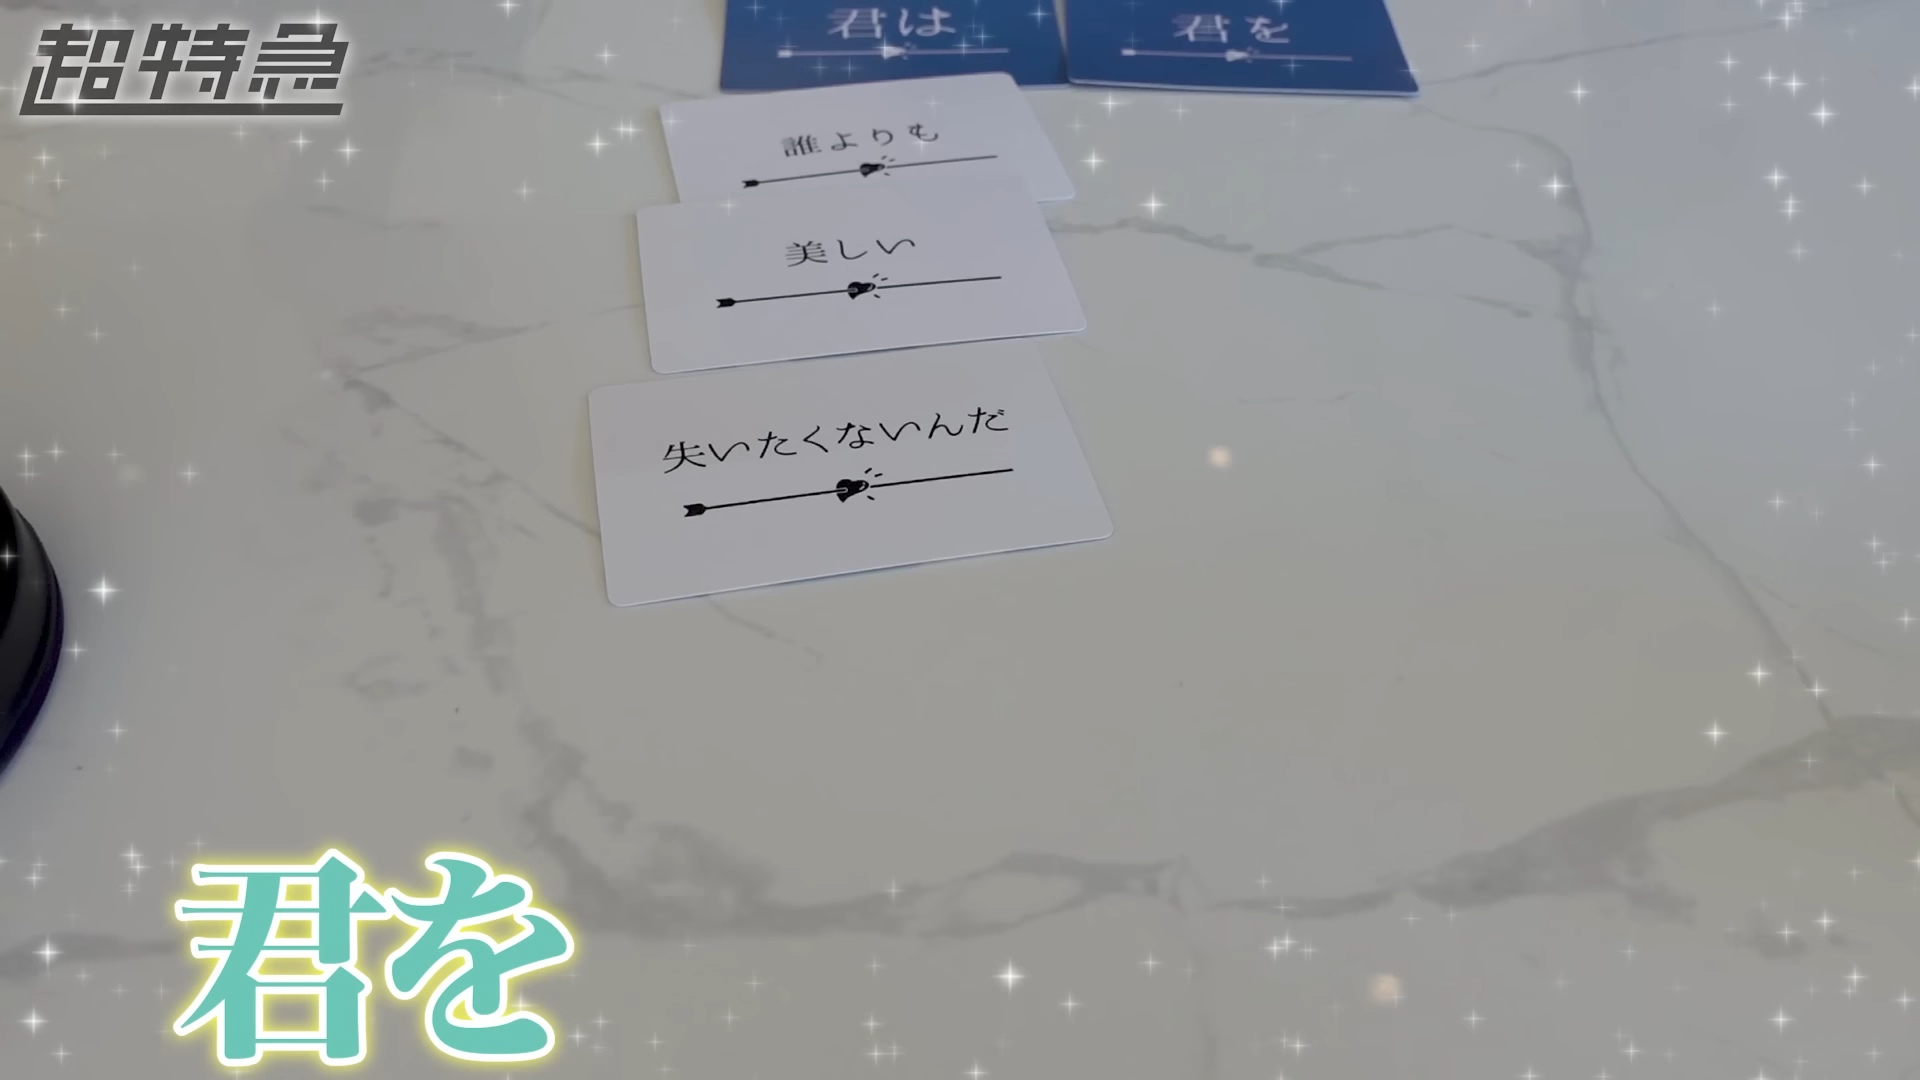 超特急
君は
君を
誰よりも
美しい
失いたくないんだ
君を